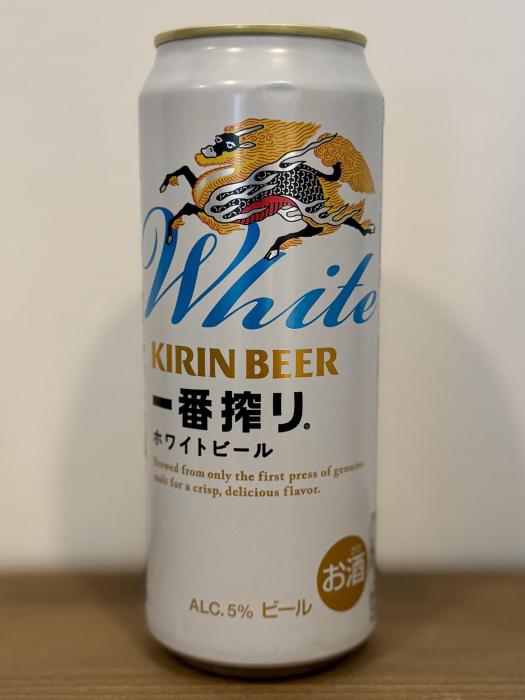 White
KIRIN BEER
一番搾り®
ホワイトビール
Brewed from only the first press of genuine
malt for a crisp, delicious flavor.
お酒
ALC.5% ビール